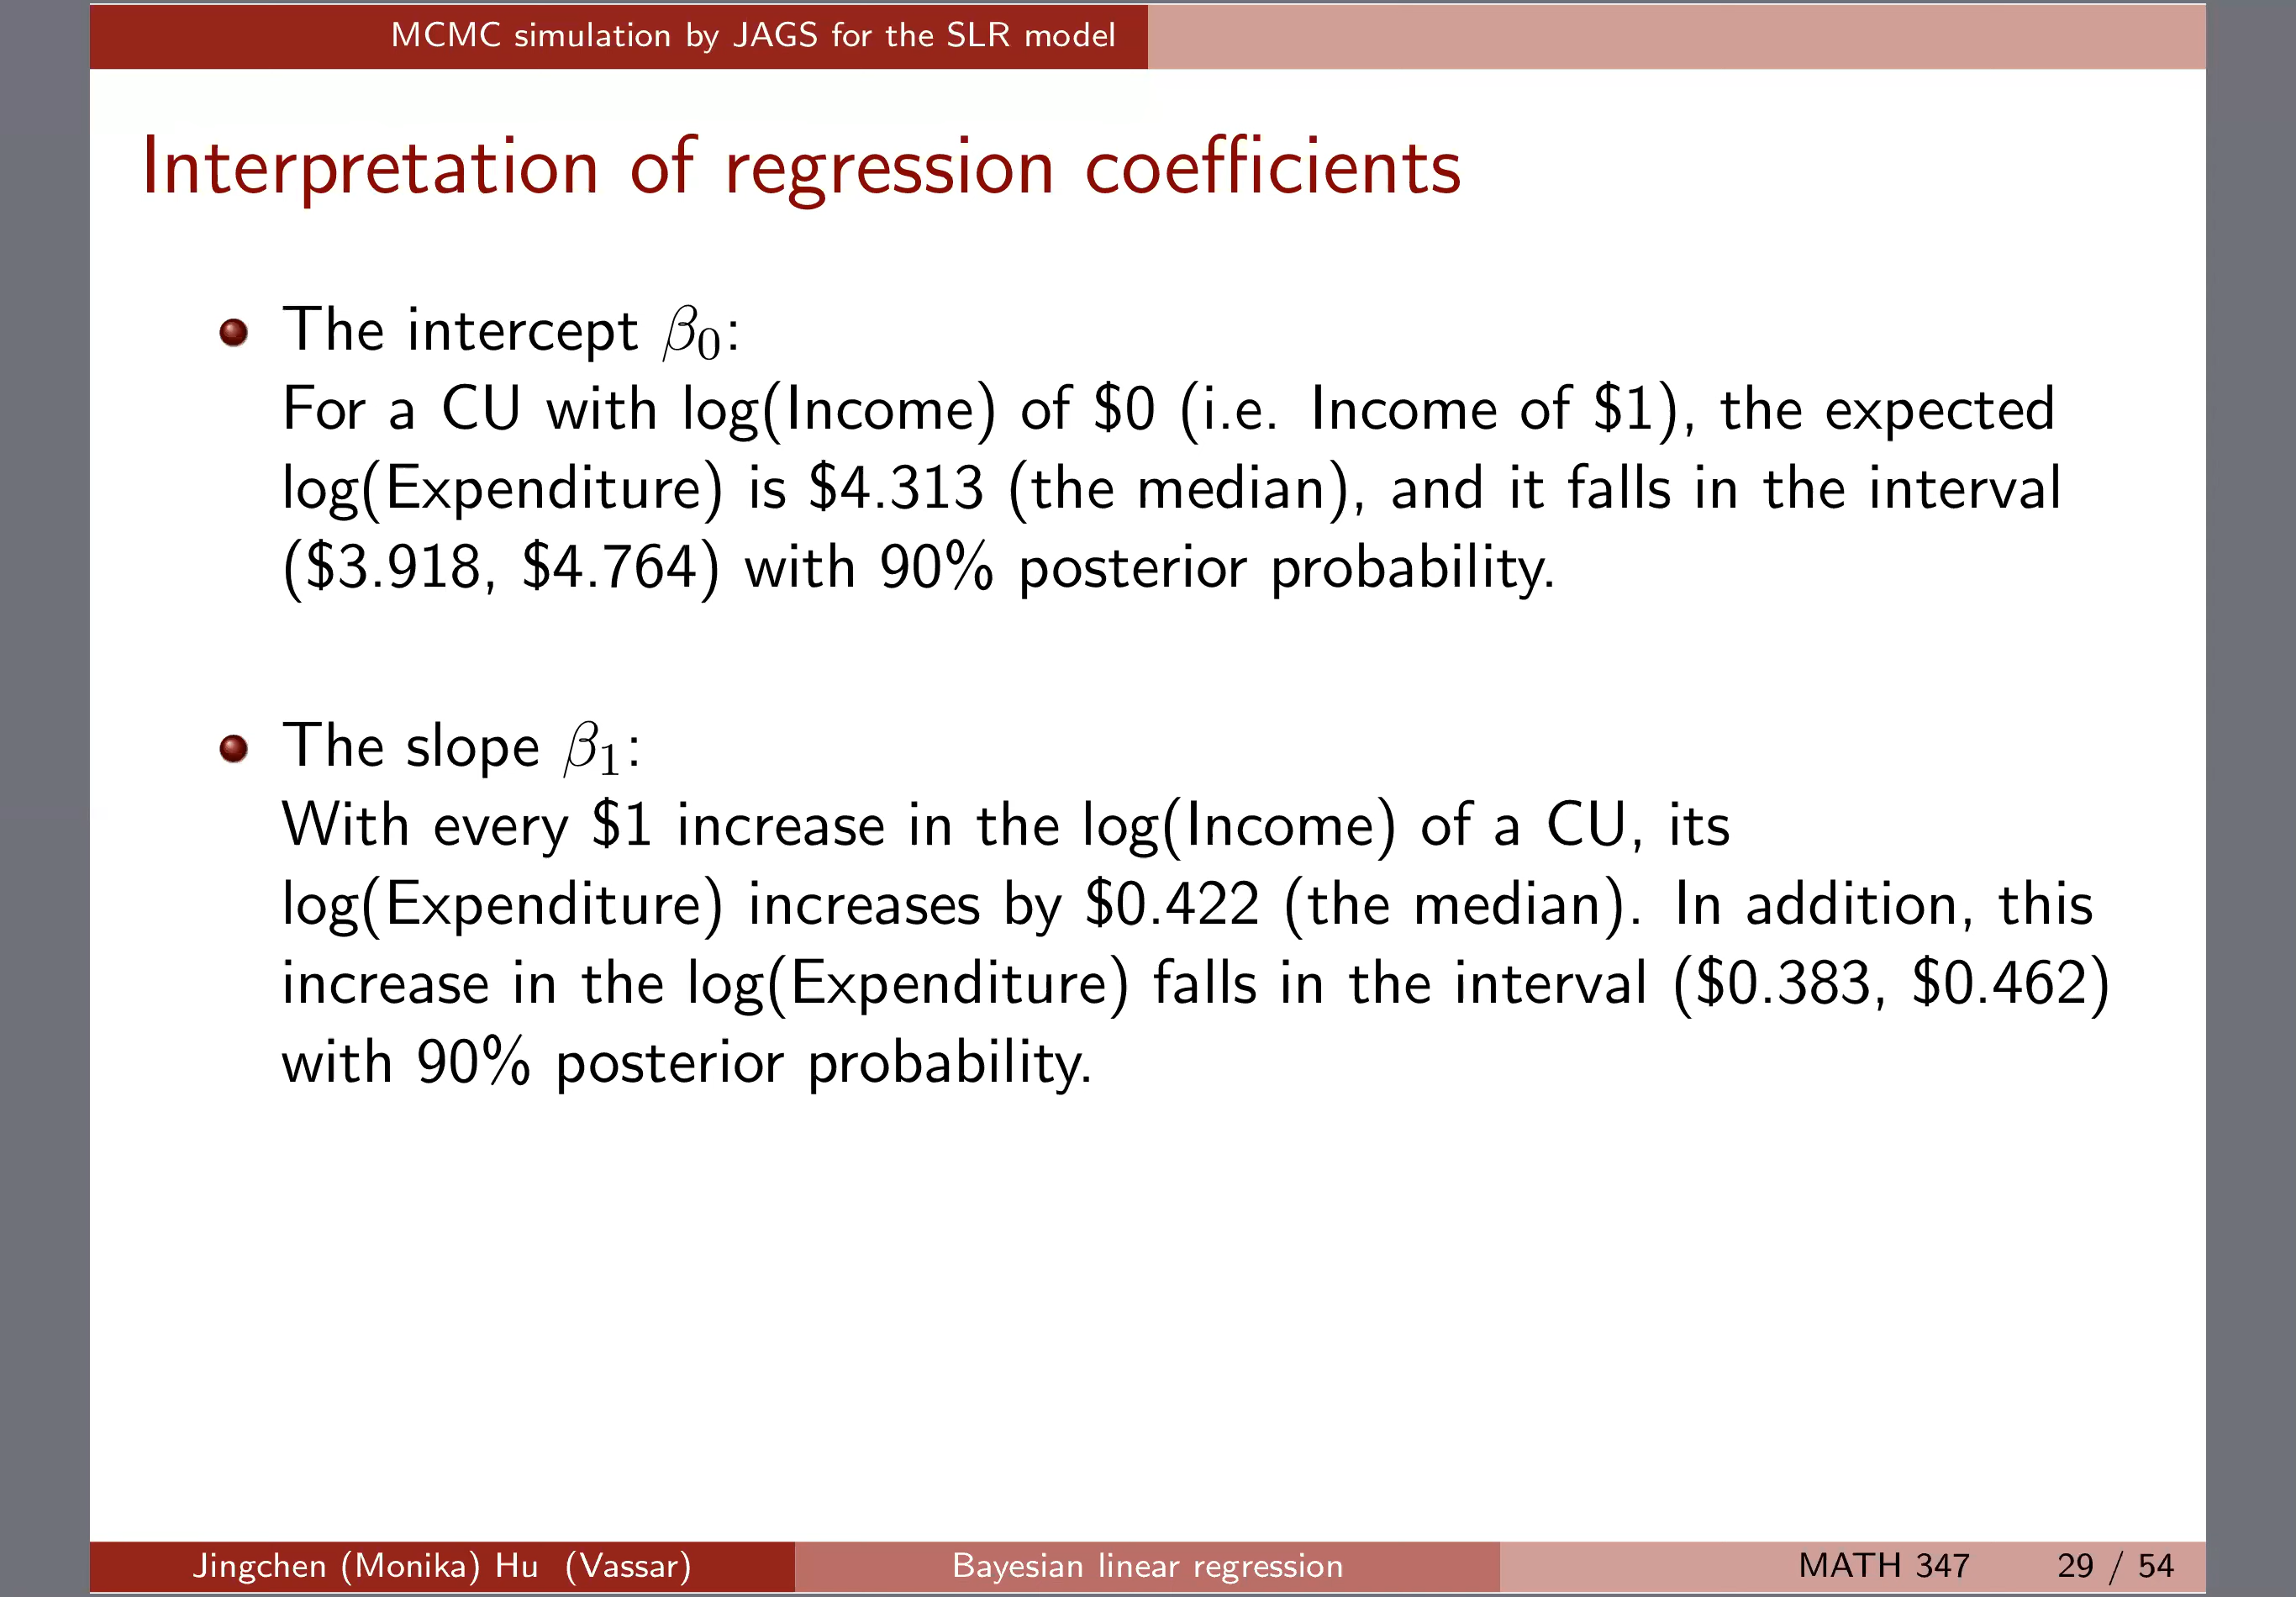 MCMC simulation by JAGS for the SLR model
Interpretation of regression coefficients
The intercept β₀:
For a CU with log(Income) of $0 (i.e. Income of $1), the expected
log(Expenditure) is $4.313 (the median), and it falls in the interval
($3.918, $4.764) with 90% posterior probability.
The slope β₁:
With every $1 increase in the log(Income) of a CU, its
log(Expenditure) increases by $0.422 (the median). In addition, this
increase in the log(Expenditure) falls in the interval ($0.383, $0.462)
with 90% posterior probability.
Jingchen (Monika) Hu (Vassar) Bayesian linear regression MATH 347 29 / 54